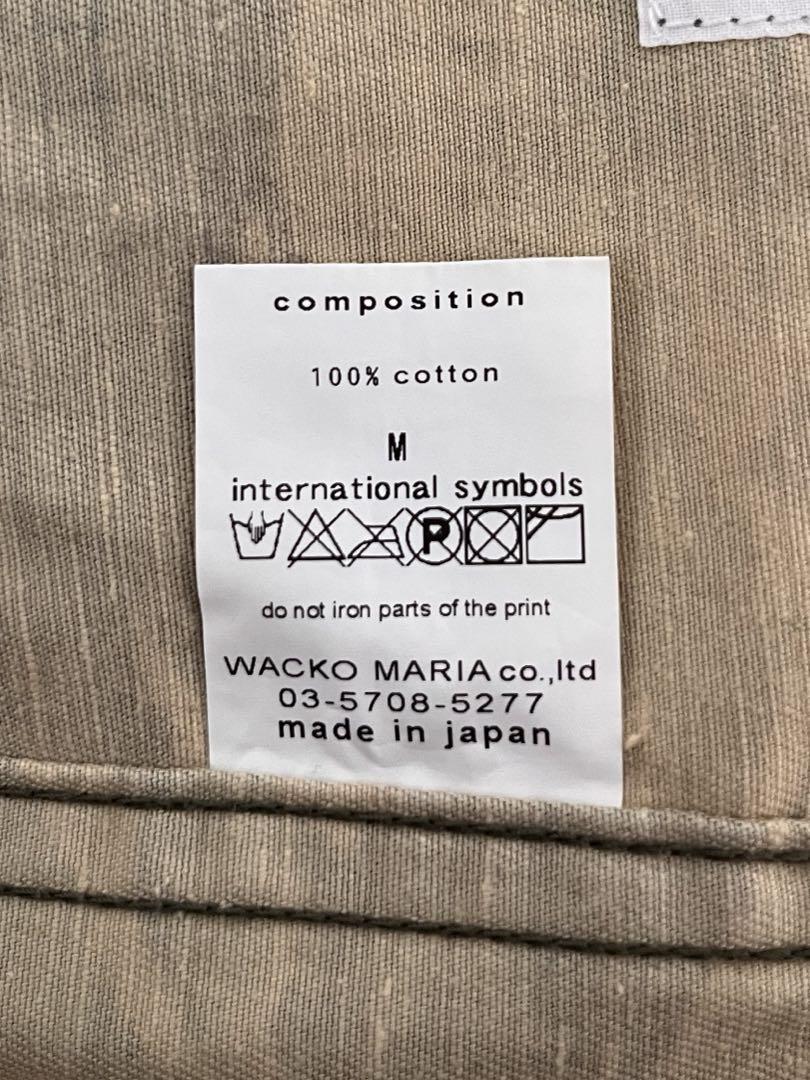 composition
100% cotton
M
international symbols
P
do not iron parts of the print
WACKO MARIA co.,ltd
03-5708-5277
made in japan